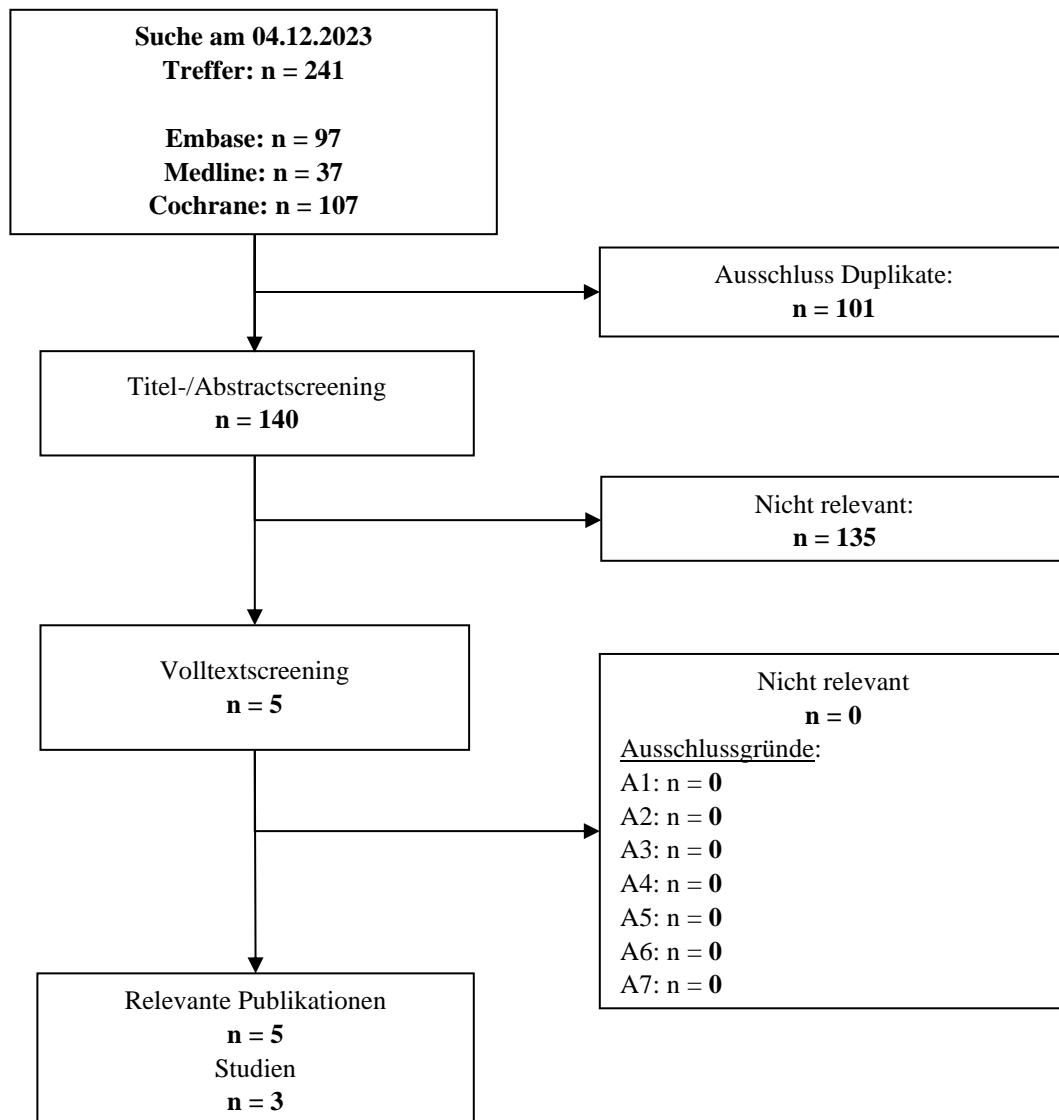 Suche am 04.12.2023
Treffer: n = 241
Embase: n = 97
Medline: n = 37
Cochrane: n = 107
Ausschluss Duplikate:
n = 101
Titel-/Abstractscreening
n = 140
Nicht relevant:
n = 135
Volltextscreening
n = 5
Nicht relevant
n = 0
Ausschlussgründe:
A1: n = 0
A2: n = 0
A3: n = 0
A4: n = 0
A5: n = 0
A6: n = 0
A7: n = 0
Relevante Publikationen
n = 5
Studien
n = 3